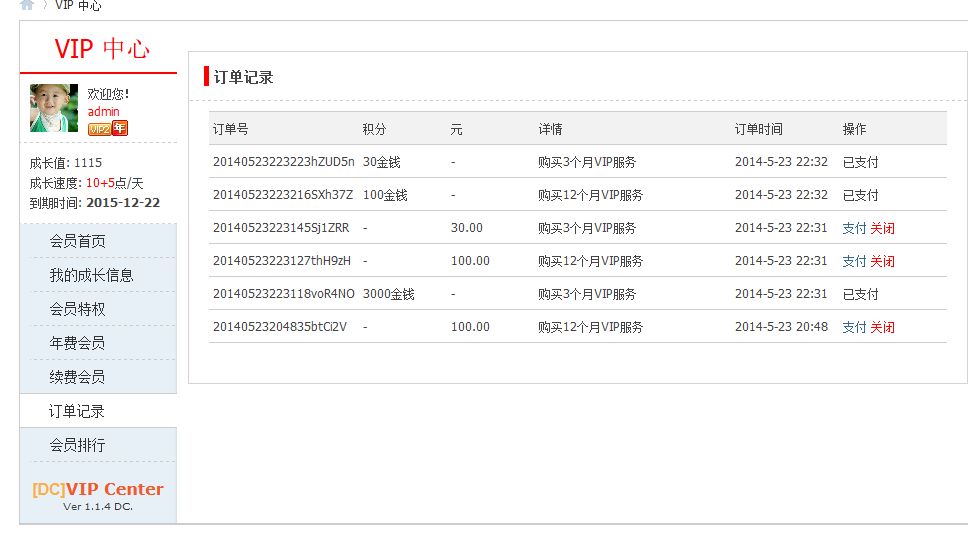 〉 VIP 中心
VIP 中心
欢迎您!
admin
VIP2 年
成长值: 1115
成长速度: 10+5点/天
到期时间: 2015-12-22
会员首页
我的成长信息
会员特权
年费会员
续费会员
订单记录
会员排行
[DC]VIP Center
Ver 1.1.4 DC.
订单记录
订单号 积分 元 详情 订单时间 操作
20140523223223hZUD5n 30金钱 - 购买3个月VIP服务 2014-5-23 22:32 已支付
20140523223216SXh37Z 100金钱 - 购买12个月VIP服务 2014-5-23 22:32 已支付
20140523223145Sj1ZRR - 30.00 购买3个月VIP服务 2014-5-23 22:31 支付 关闭
20140523223127thH9zH - 100.00 购买12个月VIP服务 2014-5-23 22:31 支付 关闭
20140523223118voR4NO 3000金钱 - 购买3个月VIP服务 2014-5-23 22:31 已支付
20140523204835btCi2V - 100.00 购买12个月VIP服务 2014-5-23 20:48 支付 关闭